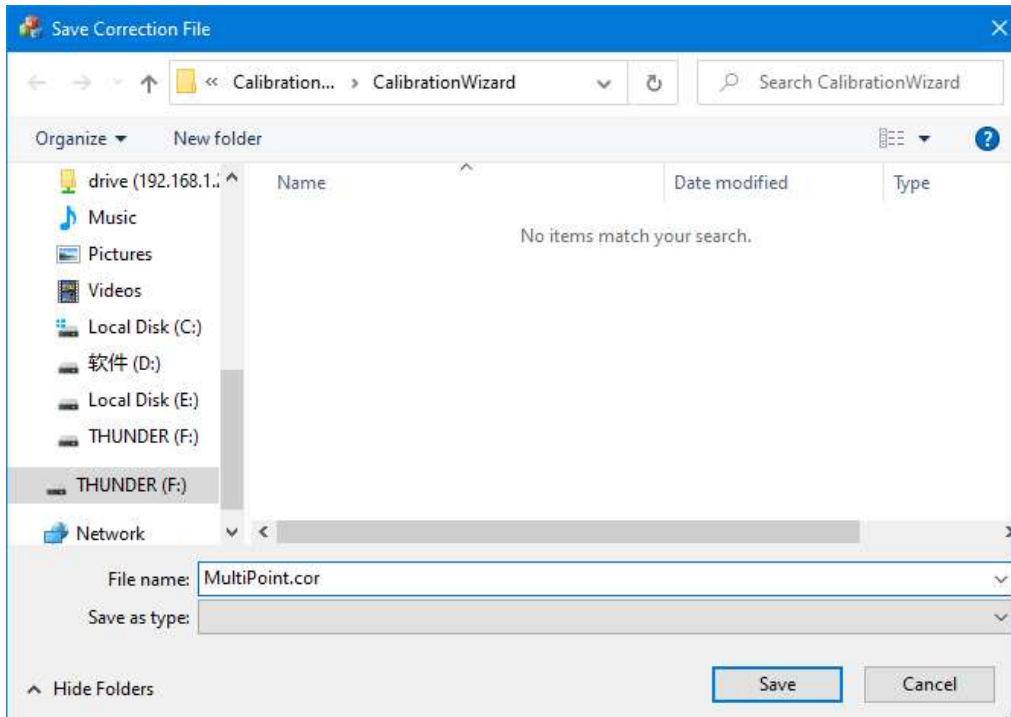 Save Correction File
« Calibration... › CalibrationWizard
Search CalibrationWizard
Organize
New folder
Name
Date modified
Type
No items match your search.
drive (192.168.1.
Music
Pictures
Videos
Local Disk (C:)
软件 (D:)
Local Disk (E:)
THUNDER (F:)
THUNDER (F:)
Network
File name: MultiPoint.cor
Save as type:
Hide Folders
Save
Cancel